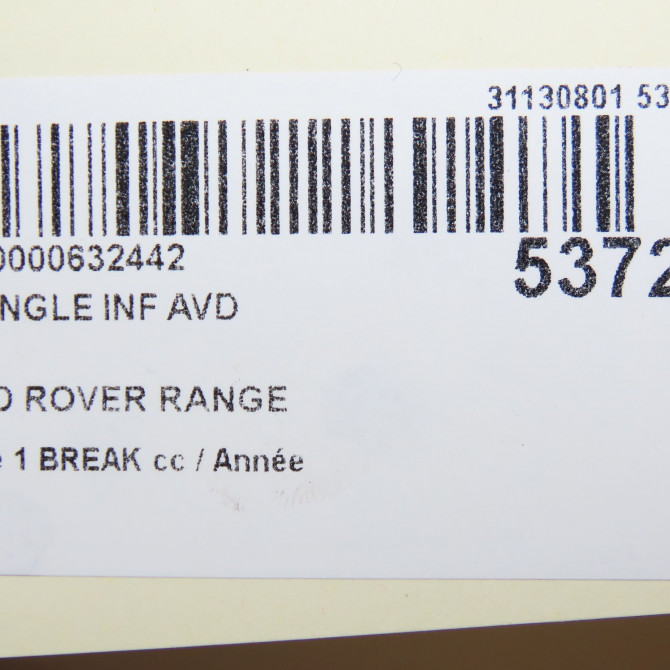 31130801 53
0000632442
5372
NGLE INF AVD
D ROVER RANGE
e 1 BREAK cc / Année